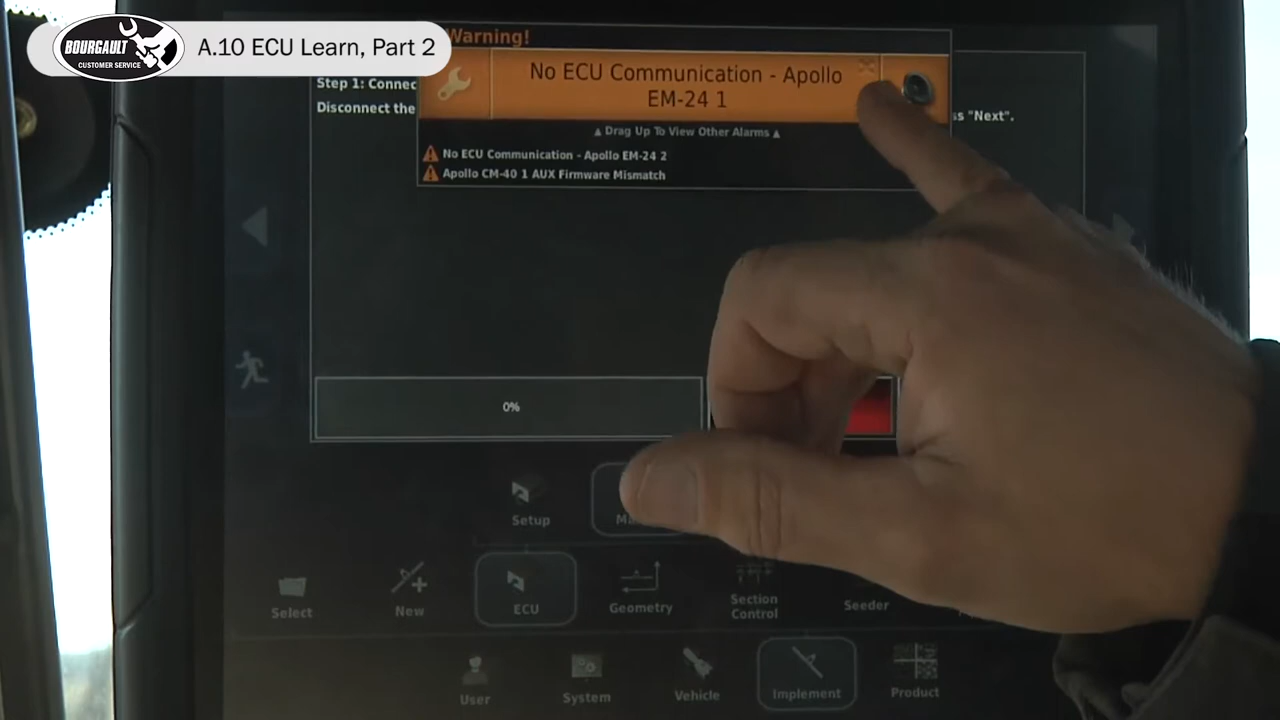 BOURGAULT
CUSTOMER SERVICE
A.10 ECU Learn, Part 2
Warning!
No ECU Communication - Apollo
EM-24 1
Step 1: Connec
Disconnect the
ss "Next".
▲ Drag Up To View Other Alarms ▲
No ECU Communication - Apollo EM-24 2
Apollo CM-40 1 AUX Firmware Mismatch
0%
Setup
Select
New
ECU
Geometry
Section
Control
Seeder
User
System
Vehicle
Implement
Product